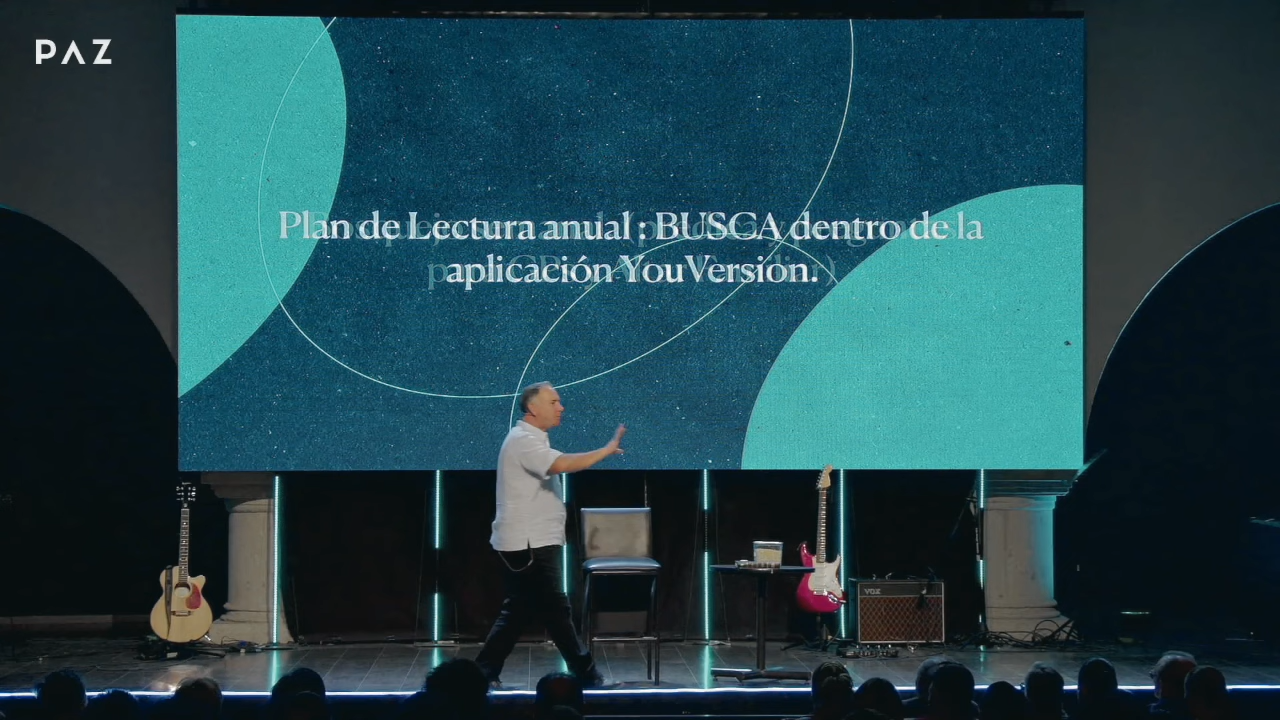 PAZ
Plan de Lectura anual : BUSCA dentro de la
aplicación YouVersion.
VOX